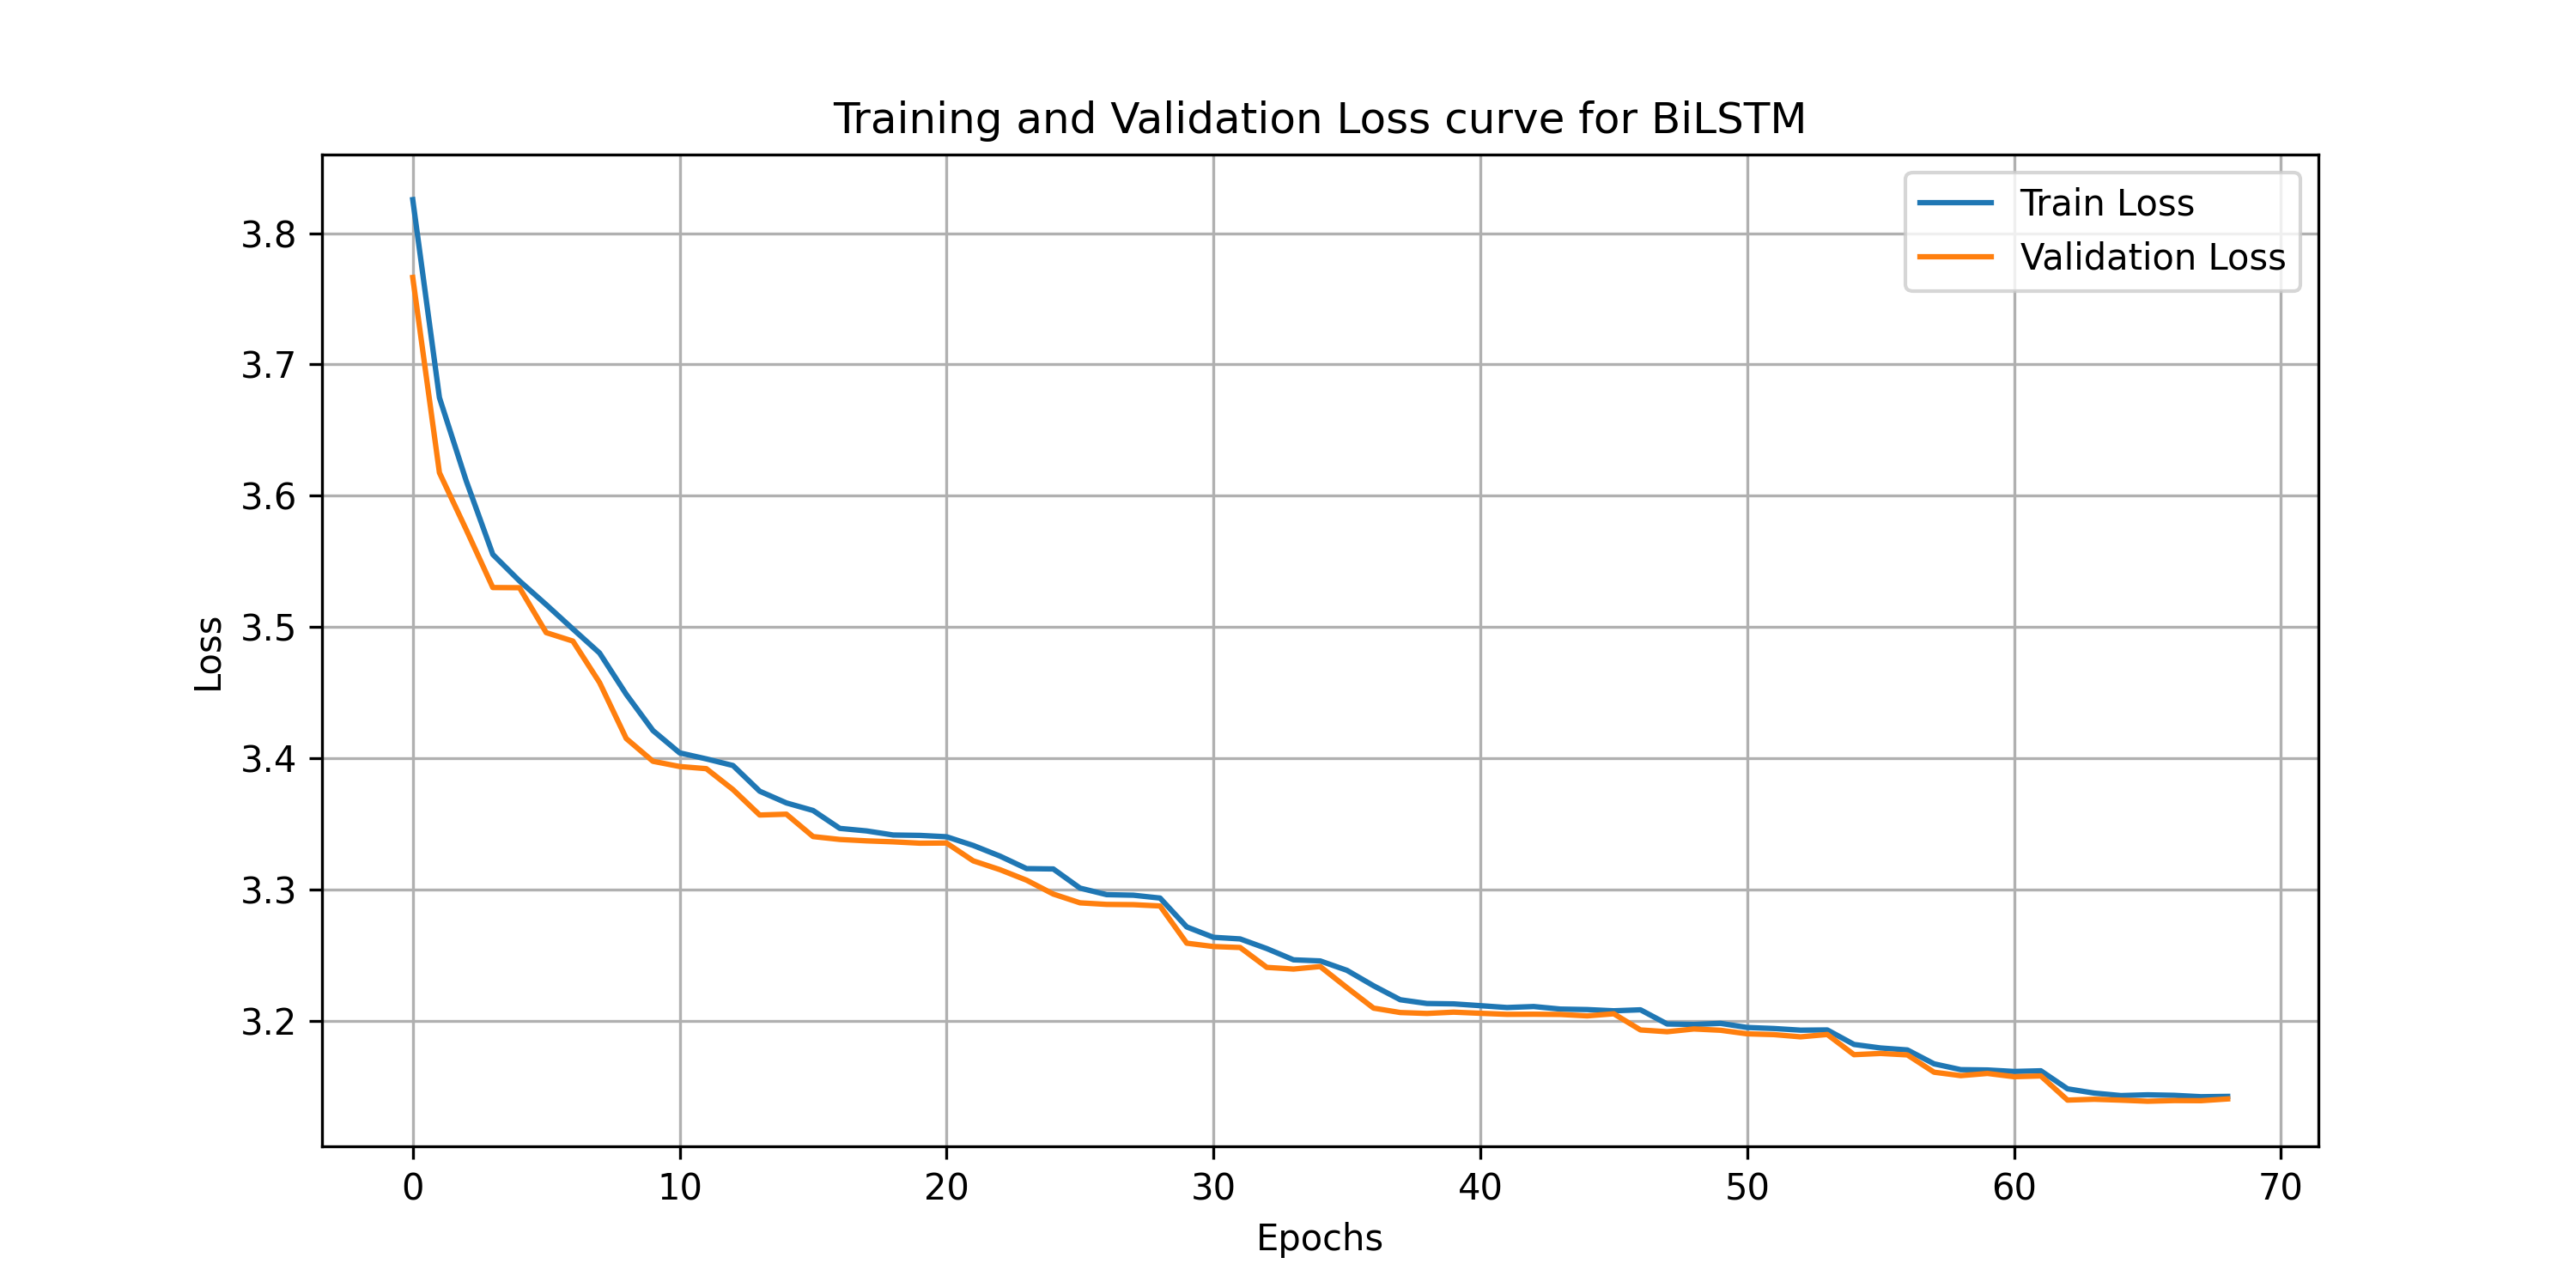 Training and Validation Loss curve for BiLSTM
Train Loss
Validation Loss
3.8
3.7
3.6
3.5
3.4
3.3
3.2
Loss
0 10 20 30 40 50 60 70
Epochs